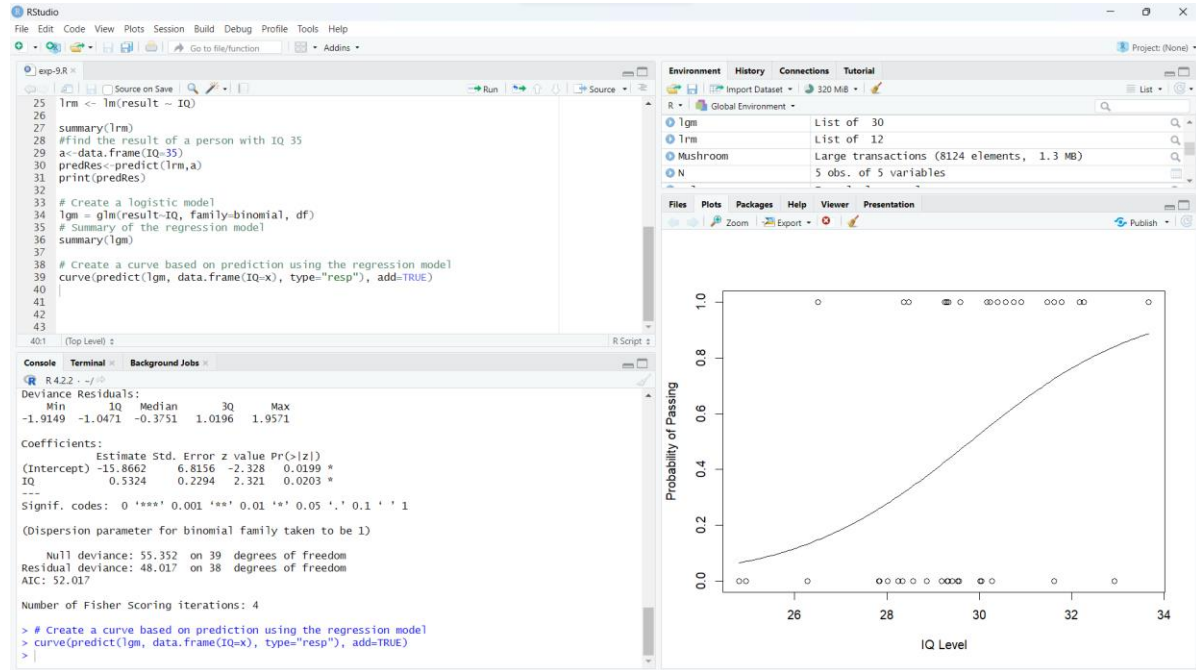 RStudio
File Edit Code View Plots Session Build Debug Profile Tools Help
Go to file/function Addins Project: (None)
exp-9.R
Source on Save Run Source
25 lrm <- lm(result ~ IQ)
26
27 summary(lrm)
28 #find the result of a person with IQ 35
29 a<-data.frame(IQ=35)
30 predRes<-predict(lrm,a)
31 print(predRes)
32
33 # Create a logistic model
34 lgm = glm(result~IQ, family=binomial, df)
35 # Summary of the regression model
36 summary(lgm)
37
38 # Create a curve based on prediction using the regression model
39 curve(predict(lgm, data.frame(IQ=x), type="resp"), add=TRUE)
40
41
42
43
40:1 (Top Level) R Script
Console Terminal Background Jobs
R 4.2.2 · ~/
Deviance Residuals:
Min 1Q Median 3Q Max
-1.9149 -1.0471 -0.3751 1.0196 1.9571
Coefficients:
Estimate Std. Error z value Pr(>|z|)
(Intercept) -15.8662 6.8156 -2.328 0.0199 *
IQ 0.5324 0.2294 2.321 0.0203 *
---
Signif. codes: 0 ‘***’ 0.001 ‘**’ 0.01 ‘*’ 0.05 ‘.’ 0.1 ‘ ’ 1
(Dispersion parameter for binomial family taken to be 1)
Null deviance: 55.352 on 39 degrees of freedom
Residual deviance: 48.017 on 38 degrees of freedom
AIC: 52.017
Number of Fisher Scoring iterations: 4
> # Create a curve based on prediction using the regression model
> curve(predict(lgm, data.frame(IQ=x), type="resp"), add=TRUE)
>
Environment History Connections Tutorial
Import Dataset 320 MiB List
R Global Environment
lgm List of 30
lrm List of 12
Mushroom Large transactions (8124 elements, 1.3 MB)
N 5 obs. of 5 variables
Files Plots Packages Help Viewer Presentation
Zoom Export Publish
Probability of Passing
1.0
0.8
0.6
0.4
0.2
0.0
26 28 30 32 34
IQ Level